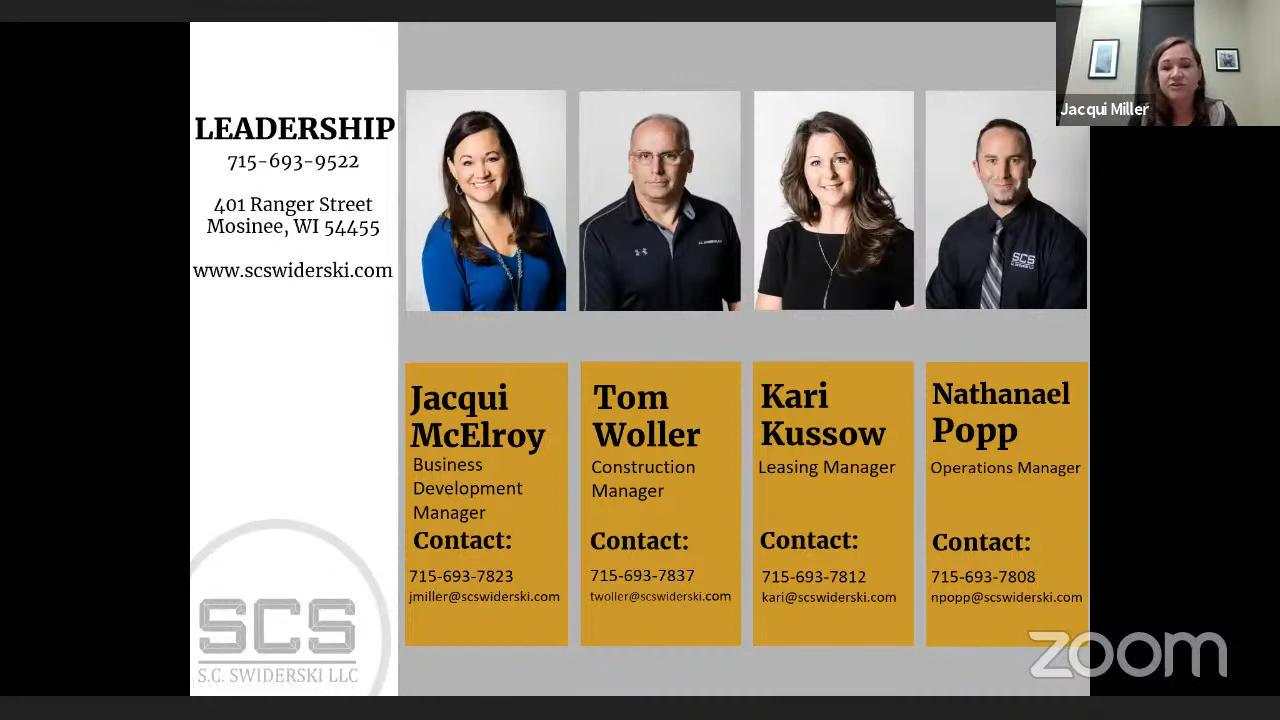 LEADERSHIP
715-693-9522
401 Ranger Street
Mosinee, WI 54455
www.scswiderski.com
SCS
S.C. SWIDERSKI LLC
Jacqui Miller
SCS
Jacqui
McElroy
Business
Development
Manager
Contact:
715-693-7823
jmiller@scswiderski.com
Tom
Woller
Construction
Manager
Contact:
715-693-7837
twoller@scswiderski.com
Kari
Kussow
Leasing Manager
Contact:
715-693-7812
kari@scswiderski.com
Nathanael
Popp
Operations Manager
Contact:
715-693-7808
npopp@scswiderski.com
zoom